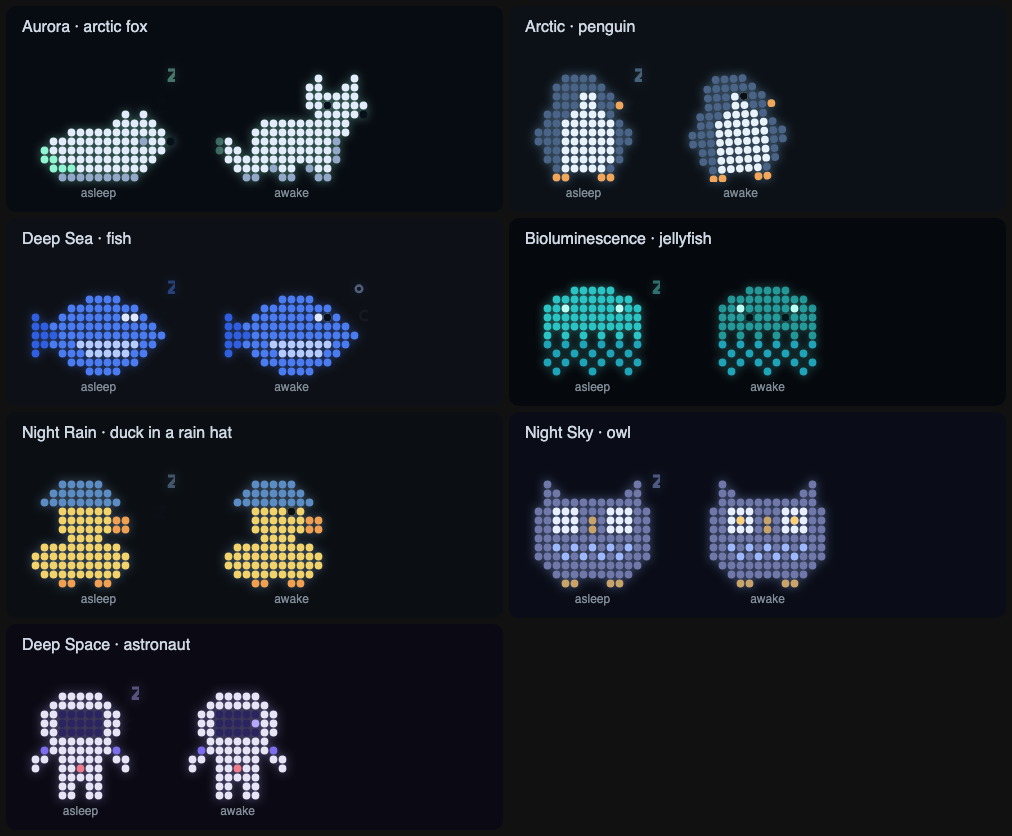 Aurora · arctic fox
Z
asleep
awake
Arctic · penguin
Z
asleep
awake
Deep Sea · fish
Z
asleep
awake
Bioluminescence · jellyfish
Z
asleep
awake
Night Rain · duck in a rain hat
Z
asleep
awake
Night Sky · owl
Z
asleep
awake
Deep Space · astronaut
Z
asleep
awake